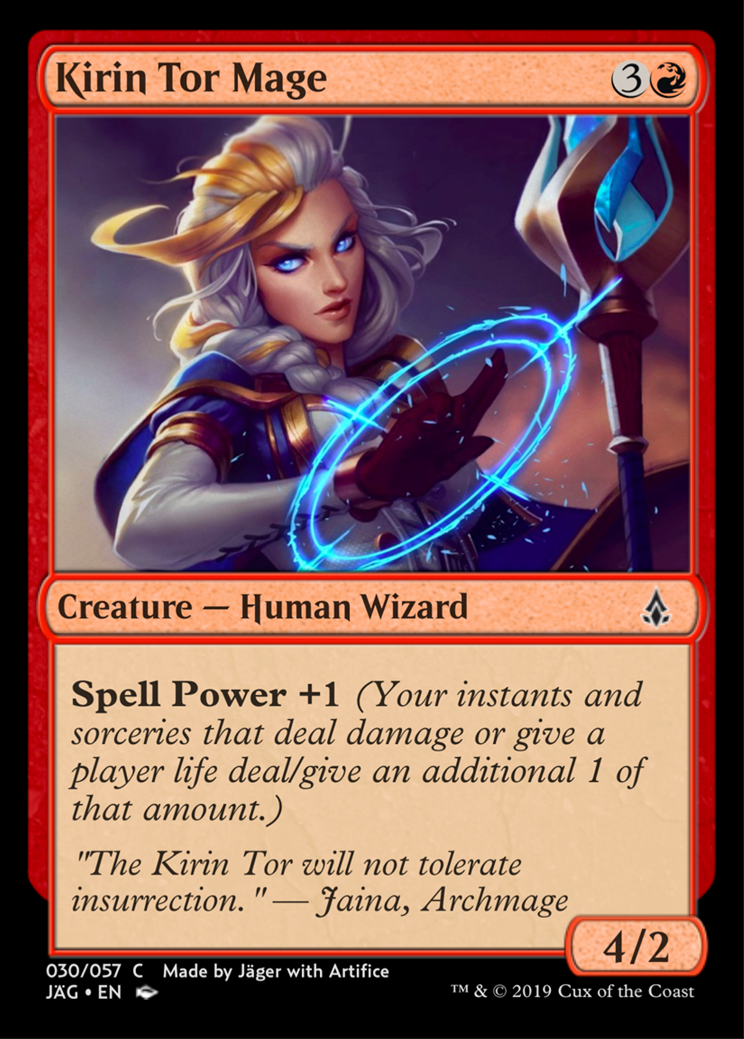 Kirin Tor Mage 3
Creature — Human Wizard
Spell Power +1 (Your instants and
sorceries that deal damage or give a
player life deal/give an additional 1 of
that amount.)
"The Kirin Tor will not tolerate
insurrection." — Jaina, Archmage
4/2
030/057 C Made by Jäger with Artifice
JÄG • EN ™ & © 2019 Cux of the Coast